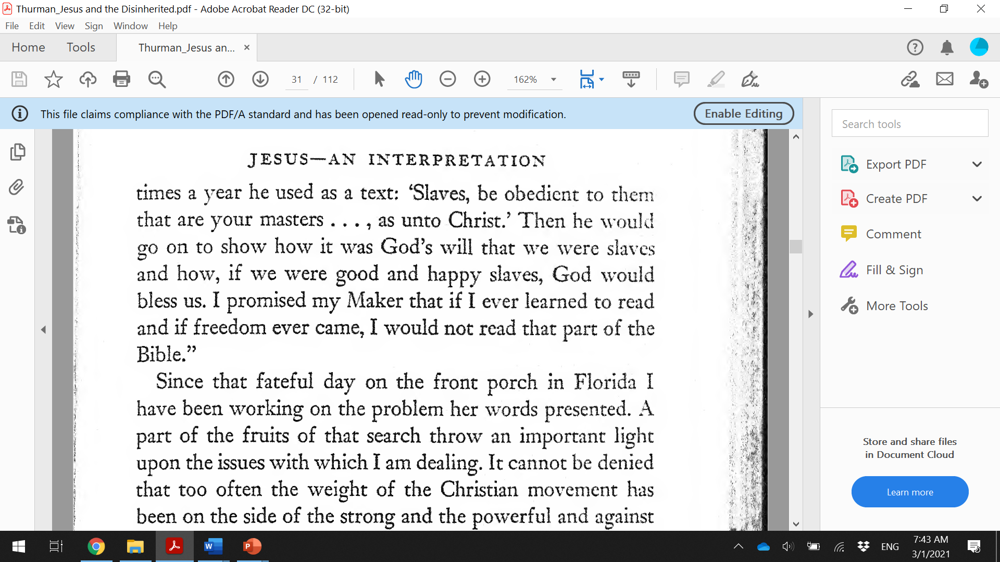 Thurman_Jesus and the Disinherited.pdf - Adobe Acrobat Reader DC (32-bit)
File Edit View Sign Window Help
Home Tools Thurman_Jesus an... ×
31 / 112 162%
This file claims compliance with the PDF/A standard and has been opened read-only to prevent modification. Enable Editing
JESUS—AN INTERPRETATION
times a year he used as a text: ‘Slaves, be obedient to them
that are your masters . . . , as unto Christ.’ Then he would
go on to show how it was God’s will that we were slaves
and how, if we were good and happy slaves, God would
bless us. I promised my Maker that if I ever learned to read
and if freedom ever came, I would not read that part of the
Bible.”
Since that fateful day on the front porch in Florida I
have been working on the problem her words presented. A
part of the fruits of that search throw an important light
upon the issues with which I am dealing. It cannot be denied
that too often the weight of the Christian movement has
been on the side of the strong and the powerful and against
Search tools
Export PDF
Create PDF
Comment
Fill & Sign
More Tools
Store and share files
in Document Cloud
Learn more
ENG
7:43 AM
3/1/2021